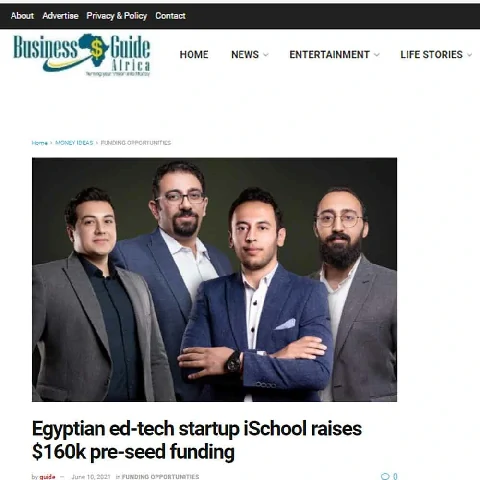 About Advertise Privacy & Policy Contact
Business Guide
Africa
HOME NEWS ENTERTAINMENT LIFE STORIES
Home > MONEY IDEAS > FUNDING OPPORTUNITIES
Egyptian ed-tech startup iSchool raises
$160k pre-seed funding
by guide — June 10, 2021 in FUNDING OPPORTUNITIES 0